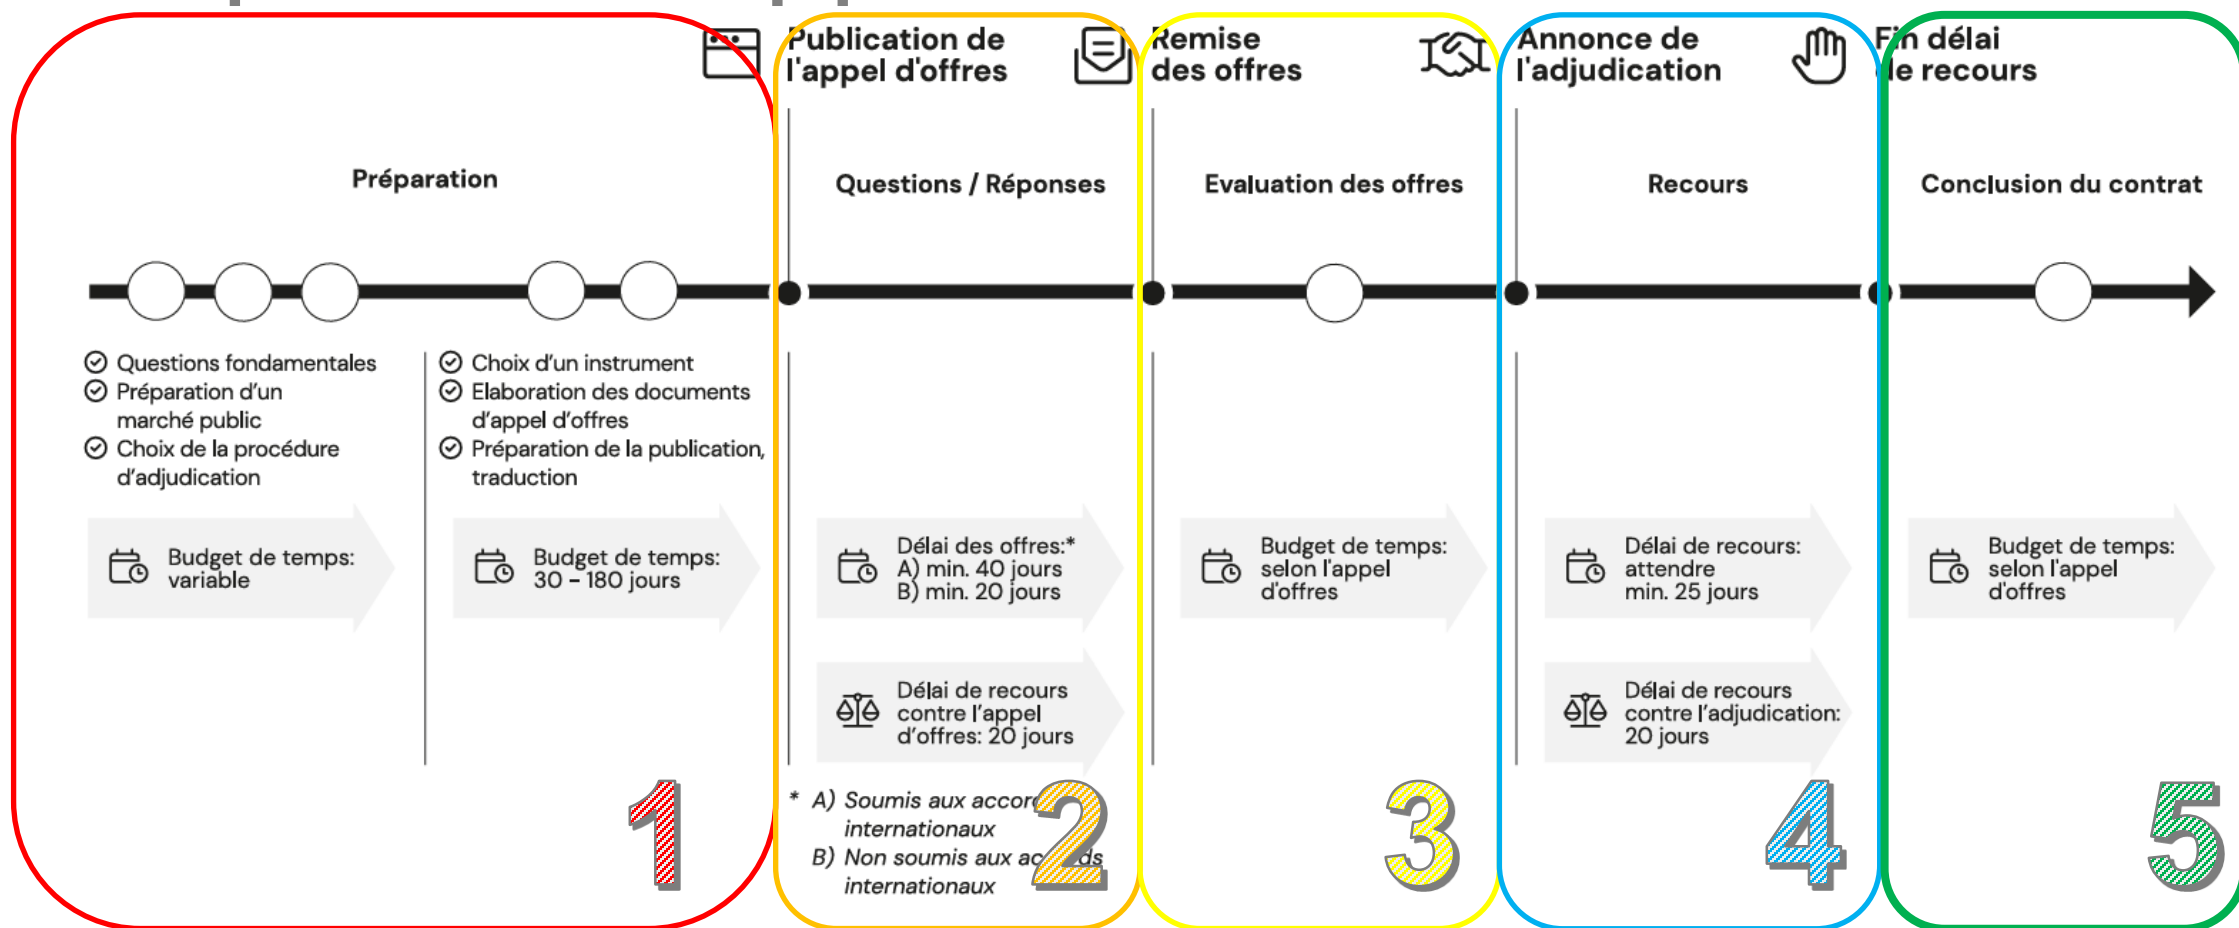 Publication de
l'appel d'offres
Remise
des offres
Annonce de
l'adjudication
Fin délai
de recours
Préparation
Questions / Réponses
Evaluation des offres
Recours
Conclusion du contrat
Questions fondamentales
Préparation d'un
marché public
Choix de la procédure
d'adjudication
Choix d'un instrument
Elaboration des documents
d'appel d'offres
Préparation de la publication,
traduction
Budget de temps:
variable
Budget de temps:
30 - 180 jours
Délai des offres:*
A) min. 40 jours
B) min. 20 jours
Budget de temps:
selon l'appel
d'offres
Délai de recours:
attendre
min. 25 jours
Budget de temps:
selon l'appel
d'offres
Délai de recours
contre l'appel
d'offres: 20 jours
Délai de recours
contre l'adjudication:
20 jours
* A) Soumis aux accords
internationaux
B) Non soumis aux accords
internationaux
1
2
3
4
5